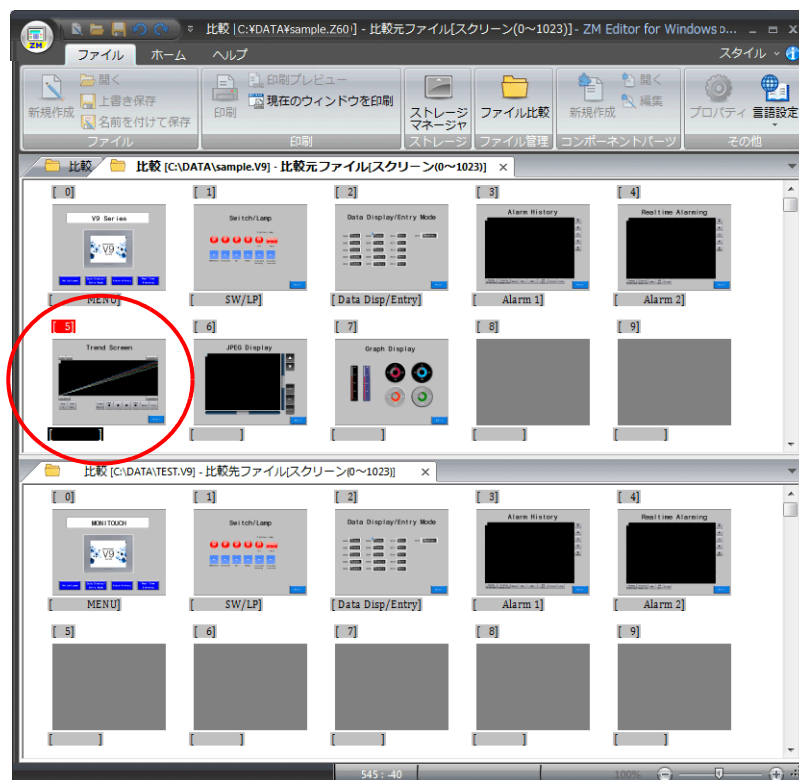 比較 [C:¥DATA¥sample.Z60 ] - 比較元ファイル[スクリーン(0～1023)] - ZM Editor for Windows
ZM
ファイル ホーム ヘルプ スタイル
新規作成 開く 上書き保存 名前を付けて保存
ファイル
印刷 印刷プレビュー 現在のウィンドウを印刷
印刷
ストレージマネージャ
ストレージ
ファイル比較
ファイル管理
新規作成 開く 編集
コンポーネントパーツ
プロパティ 言語設定
その他
比較 比較 [C:\DATA\sample.V9] - 比較元ファイル[スクリーン(0～1023)] ×
[ 0] [ 1] [ 2] [ 3] [ 4]
V9 Series Switch/Lamp Data Display/Entry Mode Alarm History Realtime Alarming
V9
[ MENU] [ SW/LP] [Data Disp/Entry] [ Alarm 1] [ Alarm 2]
[ 5] [ 6] [ 7] [ 8] [ 9]
Trend Screen JPEG Display Graph Display
[ ] [ ] [ ] [ ] [ ]
比較 [C:\DATA\TEST.V9] - 比較先ファイル[スクリーン(0～1023)] ×
[ 0] [ 1] [ 2] [ 3] [ 4]
MONITOUCH Switch/Lamp Data Display/Entry Mode Alarm History Realtime Alarming
V9
[ MENU] [ SW/LP] [Data Disp/Entry] [ Alarm 1] [ Alarm 2]
[ 5] [ 6] [ 7] [ 8] [ 9]
[ ] [ ] [ ] [ ] [ ]
545 : -40 100%